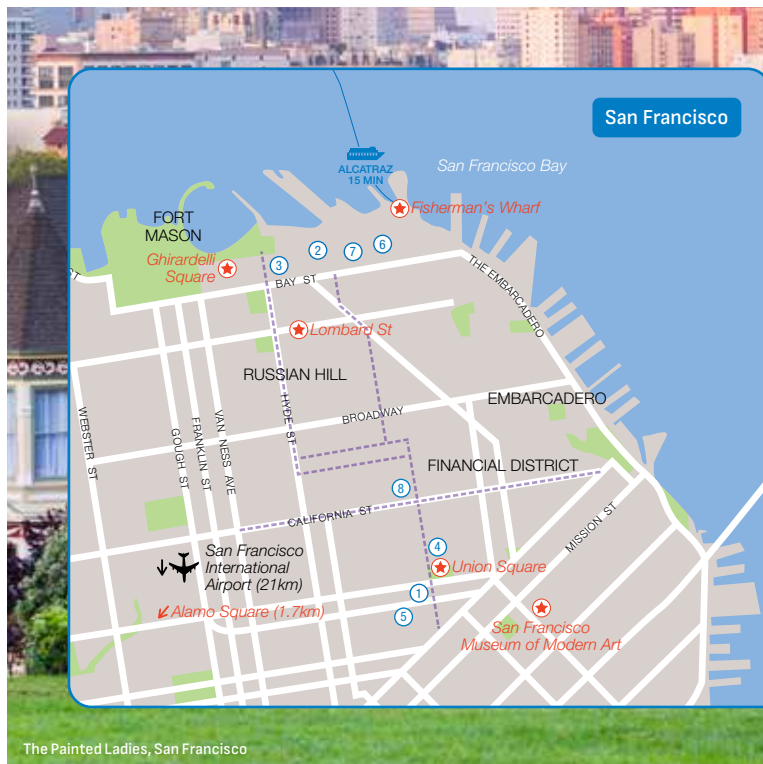 San Francisco
San Francisco Bay
ALCATRAZ
15 MIN
Fisherman's Wharf
FORT
MASON
Ghirardelli
Square
2
7
6
3
BAY ST
ST
THE EMBARCADERO
Lombard St
RUSSIAN HILL
EMBARCADERO
HYDE ST
BROADWAY
WEBSTER ST
GOUGH ST
FRANKLIN ST
VAN NESS AVE
FINANCIAL DISTRICT
8
CALIFORNIA ST
MISSION ST
4
San Francisco
International
Airport (21km)
Union Square
1
Alamo Square (1.7km)
5
San Francisco
Museum of Modern Art
The Painted Ladies, San Francisco